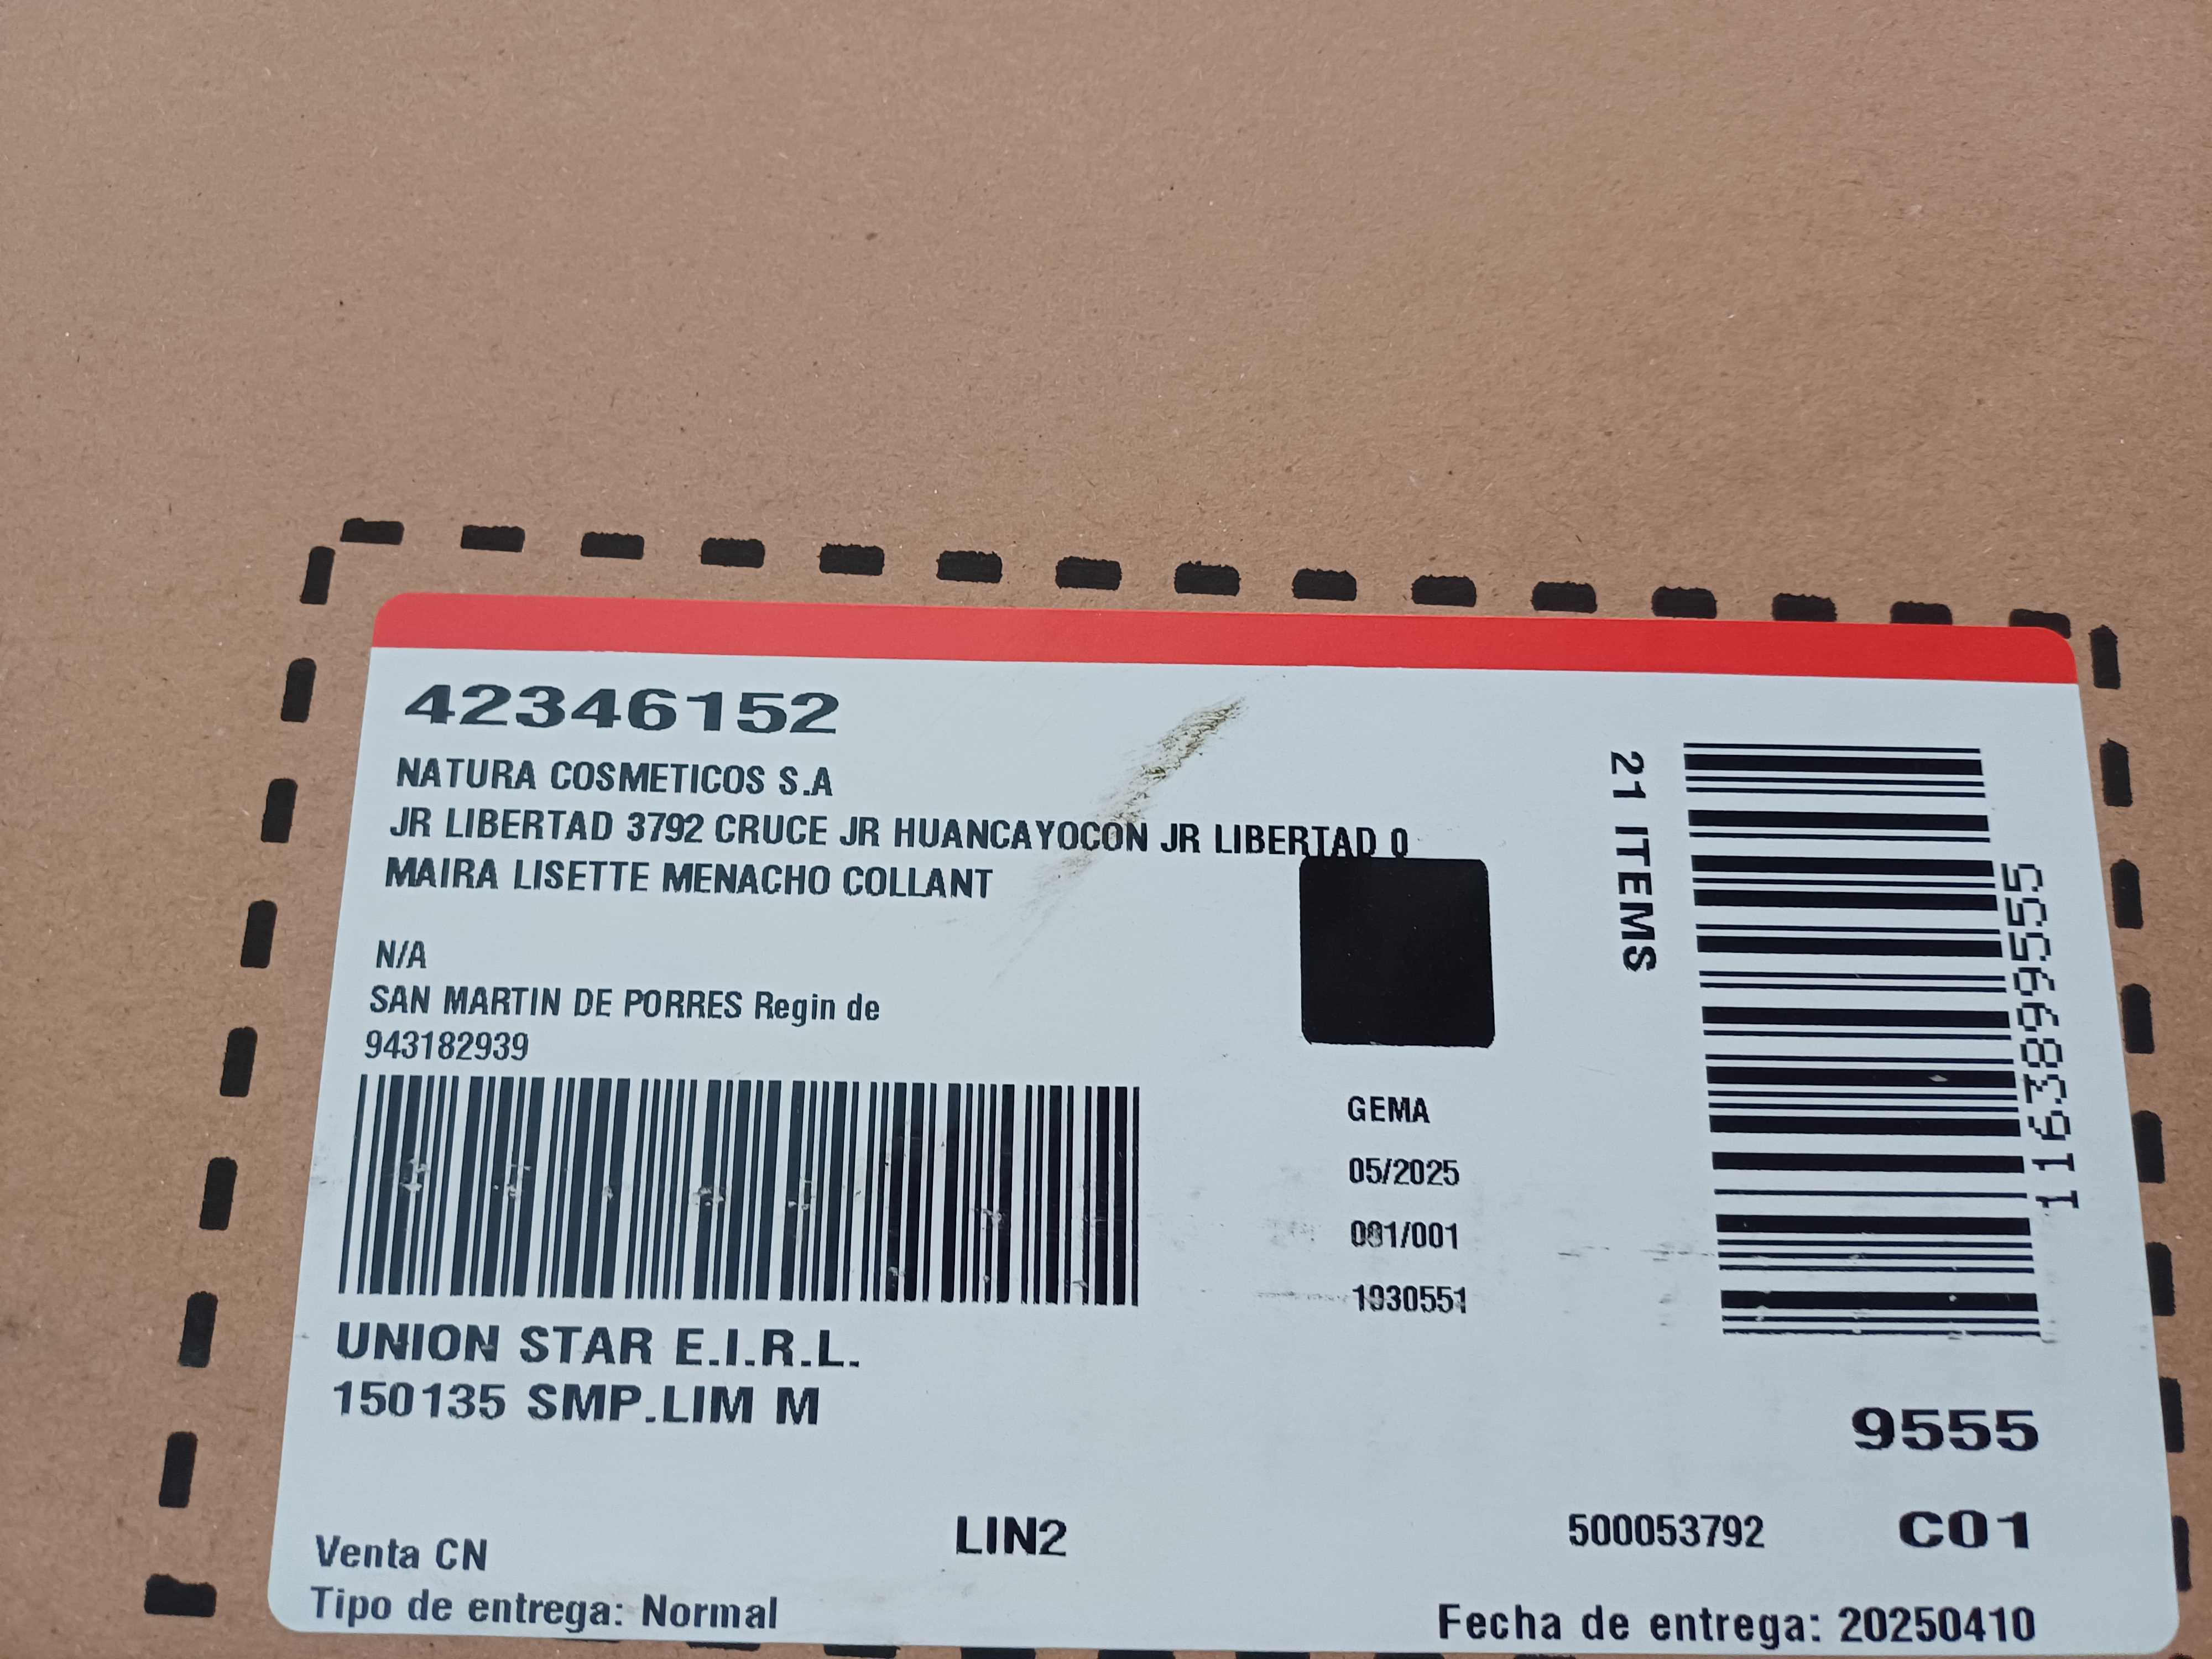 42346152
NATURA COSMETICOS S.A
JR LIBERTAD 3792 CRUCE JR HUANCAYOCON JR LIBERTAD 0
MAIRA LISETTE MENACHO COLLANT
N/A
SAN MARTIN DE PORRES Regin de
943182939
UNION STAR E.I.R.L.
150135 SMP.LIM M
Venta CN
Tipo de entrega: Normal
LIN2
GEMA
05/2025
001/001
1930551
21 ITEMS
11638999555
9555
500053792
C01
Fecha de entrega: 20250410